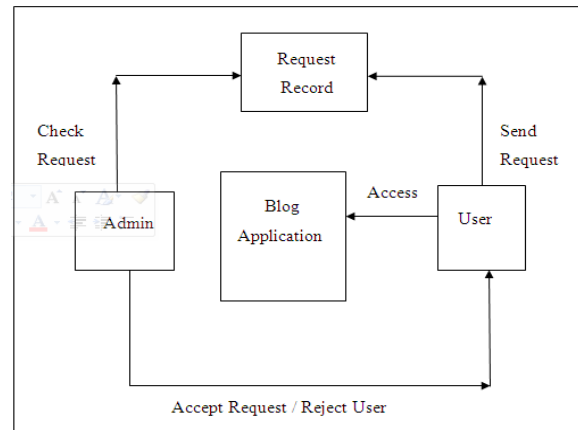 Request
Record
Check
Request
Send
Request
Admin
Blog
Application
Access
User
Accept Request / Reject User